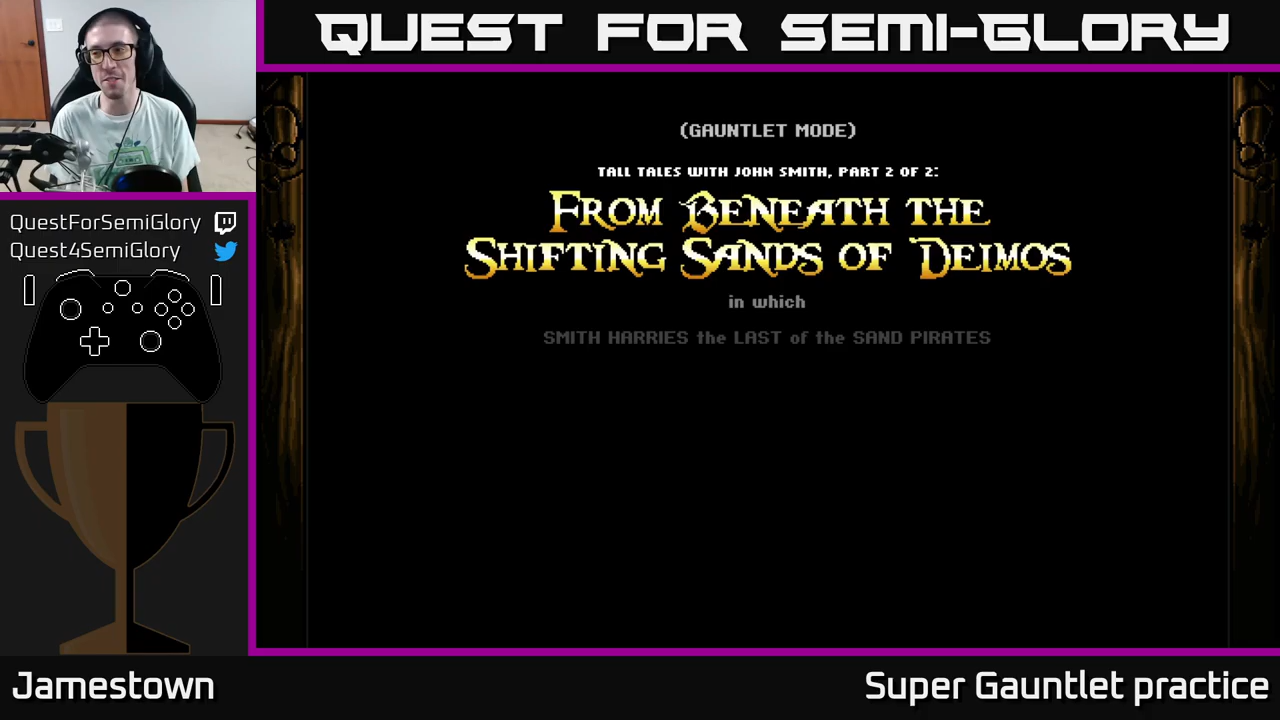 QUEST FOR SEMI-GLORY
(GAUNTLET MODE)
TALL TALES WITH JOHN SMITH, PART 2 OF 2:
FROM BENEATH THE
SHIFTING SANDS OF DEIMOS
in which
SMITH HARRIES the LAST of the SAND PIRATES
QuestForSemiGlory
Quest4SemiGlory
Jamestown
Super Gauntlet practice